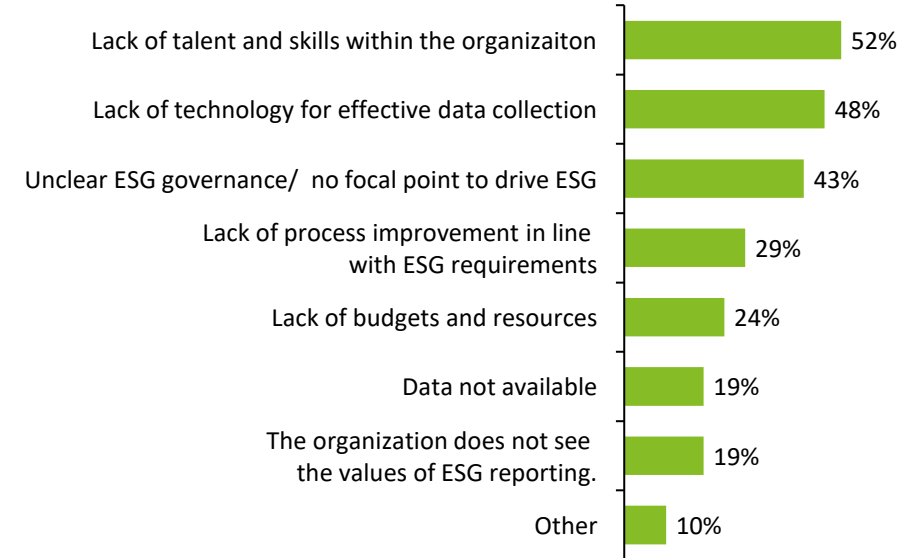 Lack of talent and skills within the organizaiton 52%
Lack of technology for effective data collection 48%
Unclear ESG governance/  no focal point to drive ESG 43%
Lack of process improvement in line
with ESG requirements 29%
Lack of budgets and resources 24%
Data not available 19%
The organization does not see
the values of ESG reporting. 19%
Other 10%